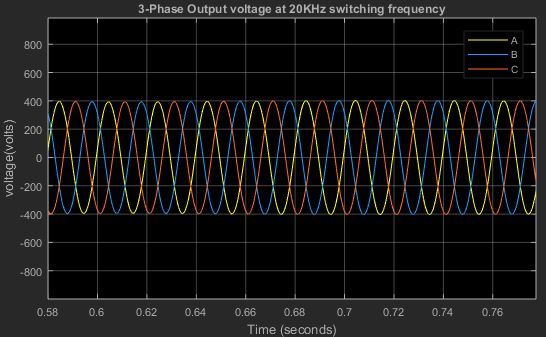 3-Phase Output voltage at 20KHz switching frequency
A
B
C
800
600
400
200
0
-200
-400
-600
-800
voltage(volts)
0.58 0.6 0.62 0.64 0.66 0.68 0.7 0.72 0.74 0.76
Time (seconds)